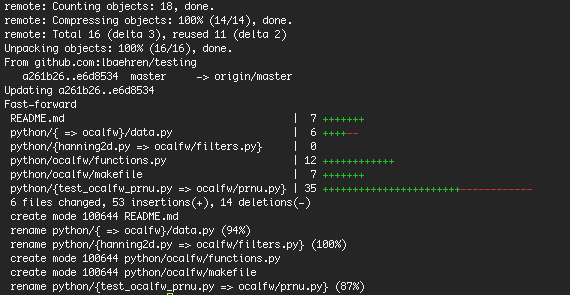 remote: Counting objects: 18, done.
remote: Compressing objects: 100% (14/14), done.
remote: Total 16 (delta 3), reused 11 (delta 2)
Unpacking objects: 100% (16/16), done.
From github.com:lbaehren/testing
   a261b26..e6d8534  master     -> origin/master
Updating a261b26..e6d8534
Fast-forward
 README.md                                     |  7 +++++++
 python/{ => ocalfw}/data.py                   |  6 ++++--
 python/{hanning2d.py => ocalfw/filters.py}    |  0
 python/ocalfw/functions.py                    | 12 ++++++++++++
 python/ocalfw/makefile                        |  7 +++++++
 python/{test_ocalfw_prnu.py => ocalfw/prnu.py} | 35 +++++++++++++++++++++++------------
 6 files changed, 53 insertions(+), 14 deletions(-)
 create mode 100644 README.md
 rename python/{ => ocalfw}/data.py (94%)
 rename python/{hanning2d.py => ocalfw/filters.py} (100%)
 create mode 100644 python/ocalfw/functions.py
 create mode 100644 python/ocalfw/makefile
 rename python/{test_ocalfw_prnu.py => ocalfw/prnu.py} (87%)